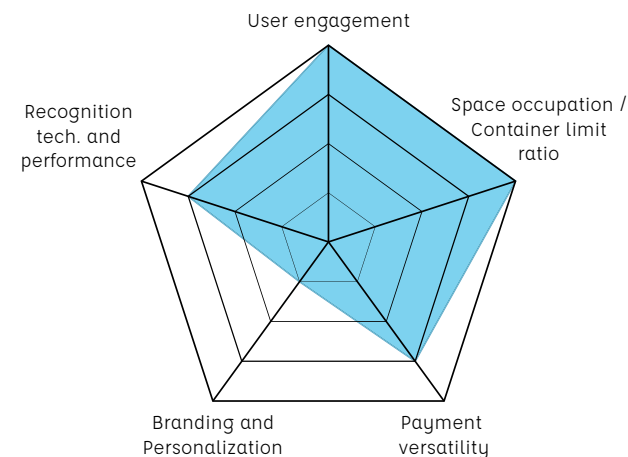 User engagement
Space occupation /
Container limit
ratio
Recognition
tech. and
performance
Branding and
Personalization
Payment
versatility